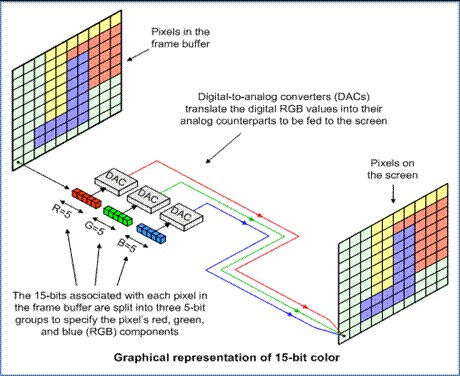 Pixels in the
frame buffer
Digital-to-analog converters (DACs)
translate the digital RGB values into their
analog counterparts to be fed to the screen
Pixels on
the screen
DAC
DAC
DAC
R=5
G=5
B=5
The 15-bits associated with each pixel in
the frame buffer are split into three 5-bit
groups to specify the pixel's red, green,
and blue (RGB) components
Graphical representation of 15-bit color